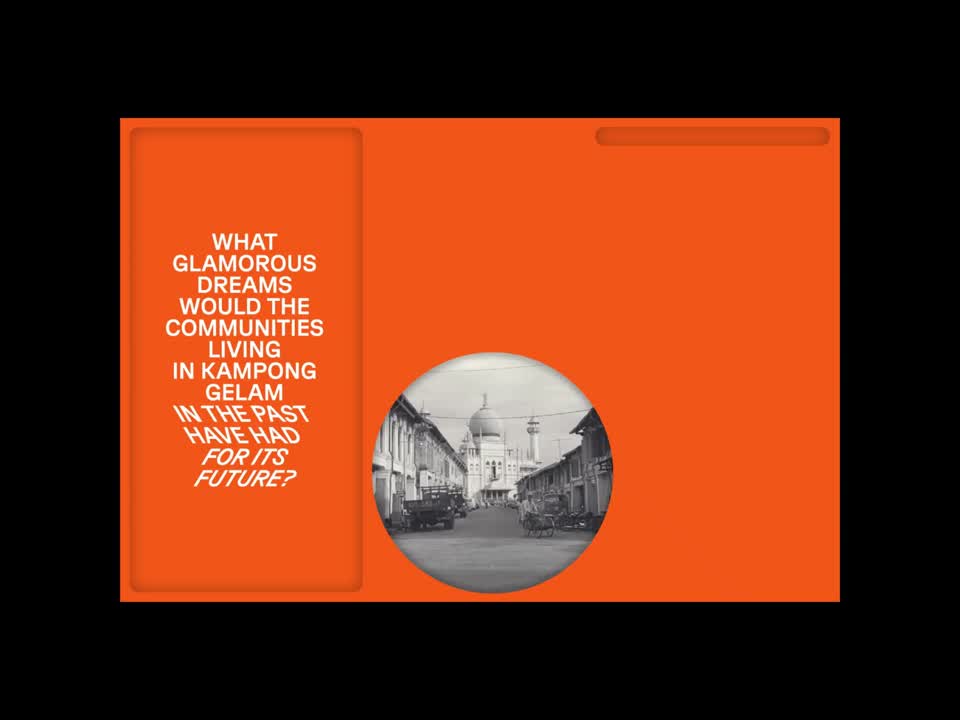 WHAT
GLAMOROUS
DREAMS
WOULD THE
COMMUNITIES
LIVING
IN KAMPONG
GELAM
IN THE PAST
HAVE HAD
FOR ITS
FUTURE?